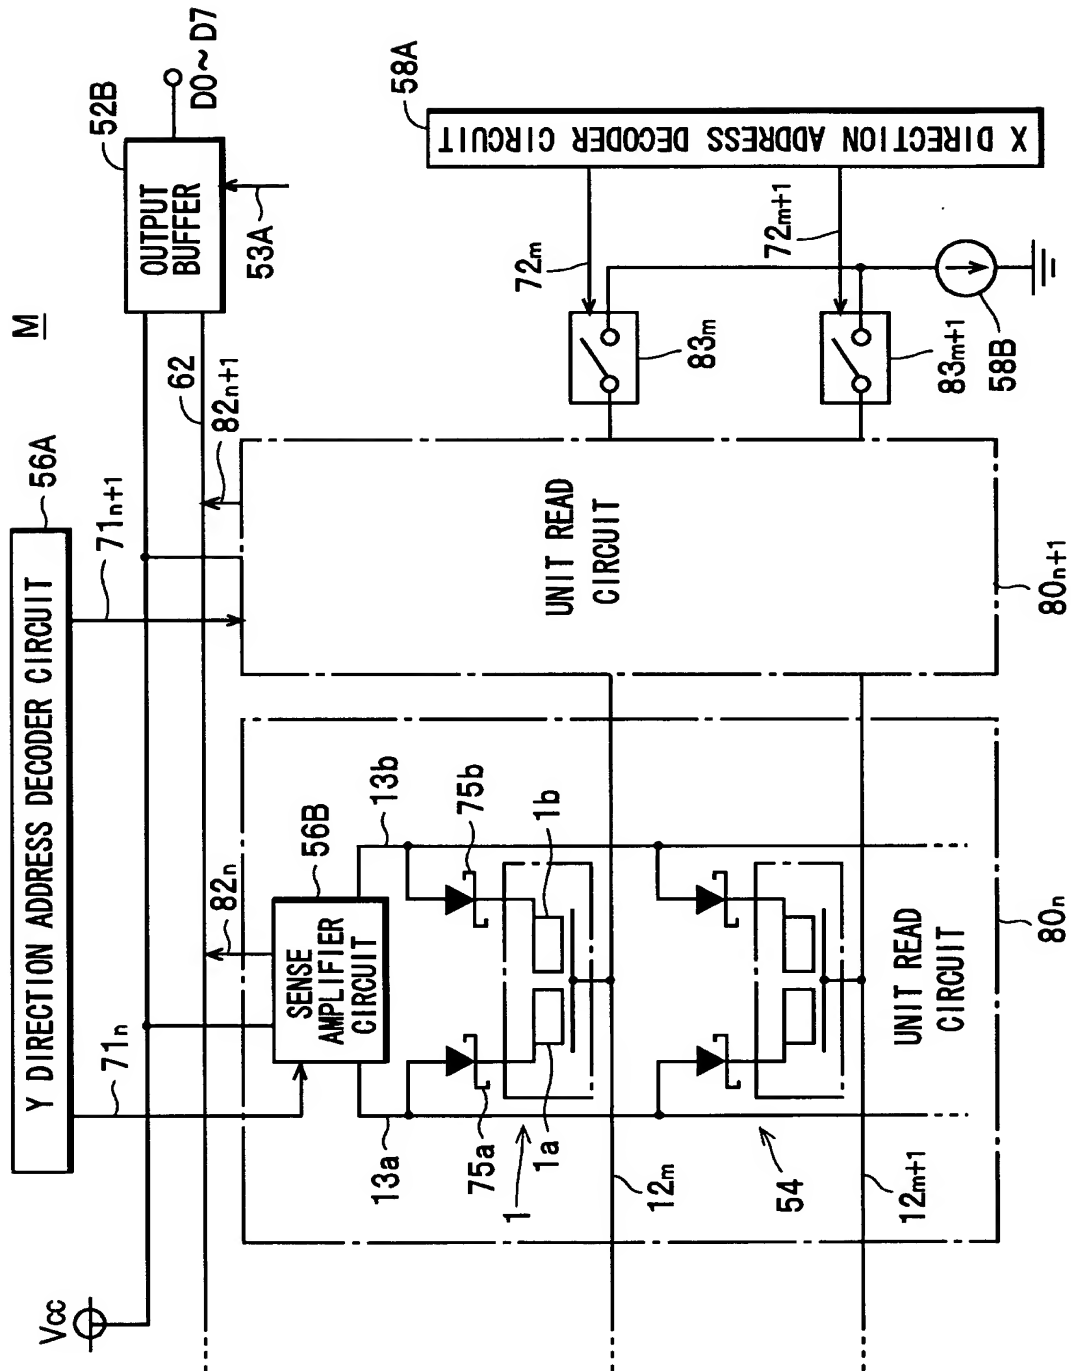 M
Vcc
Y DIRECTION ADDRESS DECODER CIRCUIT
56A
71n
71n+1
62
82n
82n+1
OUTPUT
BUFFER
52B
D0~D7
53A
SENSE
AMPLIFIER
CIRCUIT
56B
13a
13b
75a
75b
1
1a
1b
12m
54
12m+1
UNIT READ
CIRCUIT
80n
UNIT READ
CIRCUIT
80n+1
X DIRECTION ADDRESS DECODER CIRCUIT
58A
72m
72m+1
83m
83m+1
58B